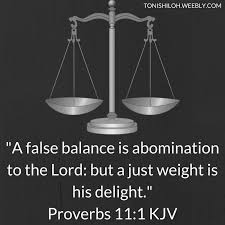 TONISHILOH.WEEBLY.COM
"A false balance is abomination
to the Lord: but a just weight is
his delight."
Proverbs 11:1 KJV